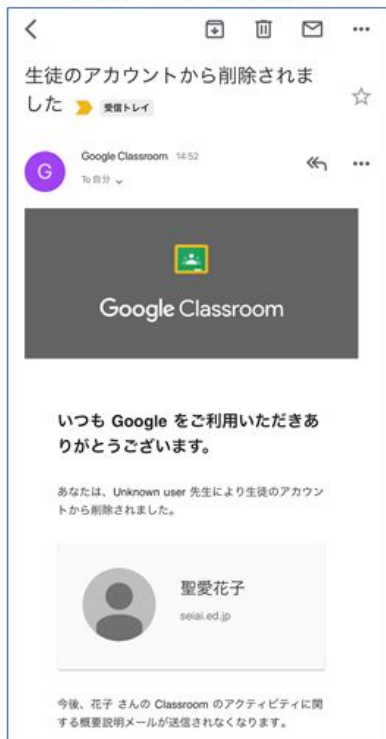 生徒のアカウントから削除されま
した 受信トレイ
Google Classroom 14:52
G
To 自分
Google Classroom
いつも Google をご利用いただきあ
りがとうございます。
あなたは、Unknown user 先生により生徒のアカウン
トから削除されました。
聖愛花子
seiai.ed.jp
今後、花子 さんの Classroom のアクティビティに関
する概要説明メールが送信されなくなります。